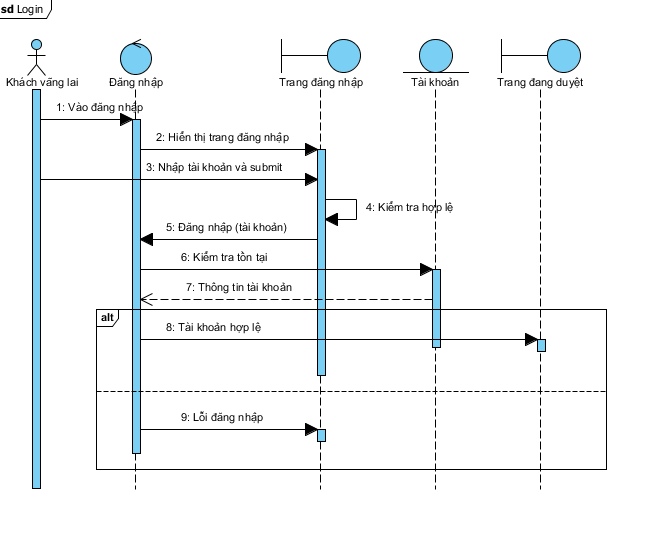 sd Login
Khách vãng lai
Đăng nhập
Trang đăng nhập
Tài khoản
Trang đang duyệt
1: Vào đăng nhập
2: Hiển thị trang đăng nhập
3: Nhập tài khoản và submit
4: Kiểm tra hợp lệ
5: Đăng nhập (tài khoản)
6: Kiểm tra tồn tại
7: Thông tin tài khoản
alt
8: Tài khoản hợp lệ
9: Lỗi đăng nhập